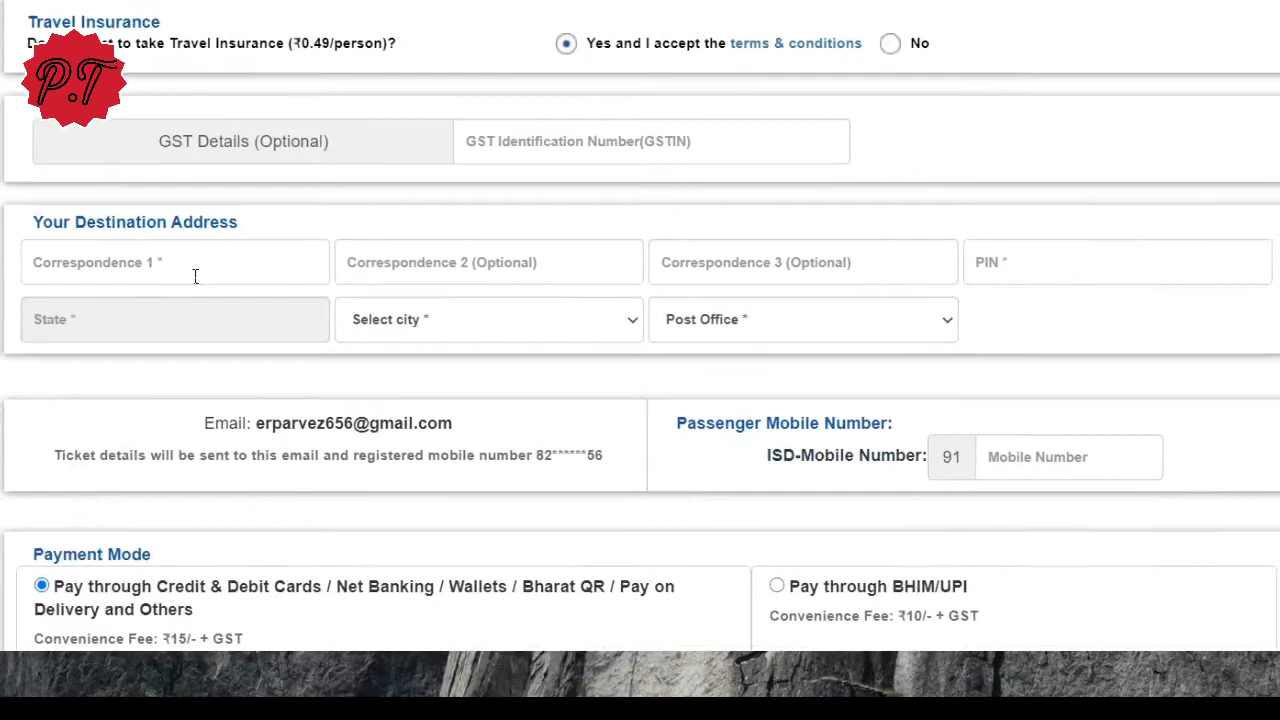 Travel Insurance
to take Travel Insurance (₹0.49/person)?
Yes and I accept the terms & conditions
No
P.T
GST Details (Optional)
GST Identification Number(GSTIN)
Your Destination Address
Correspondence 1 *
Correspondence 2 (Optional)
Correspondence 3 (Optional)
PIN *
State *
Select city *
Post Office *
Email: erparvez656@gmail.com
Ticket details will be sent to this email and registered mobile number 82******56
Passenger Mobile Number:
ISD-Mobile Number:
91
Mobile Number
Payment Mode
Pay through Credit & Debit Cards / Net Banking / Wallets / Bharat QR / Pay on
Delivery and Others
Convenience Fee: ₹15/- + GST
Pay through BHIM/UPI
Convenience Fee: ₹10/- + GST